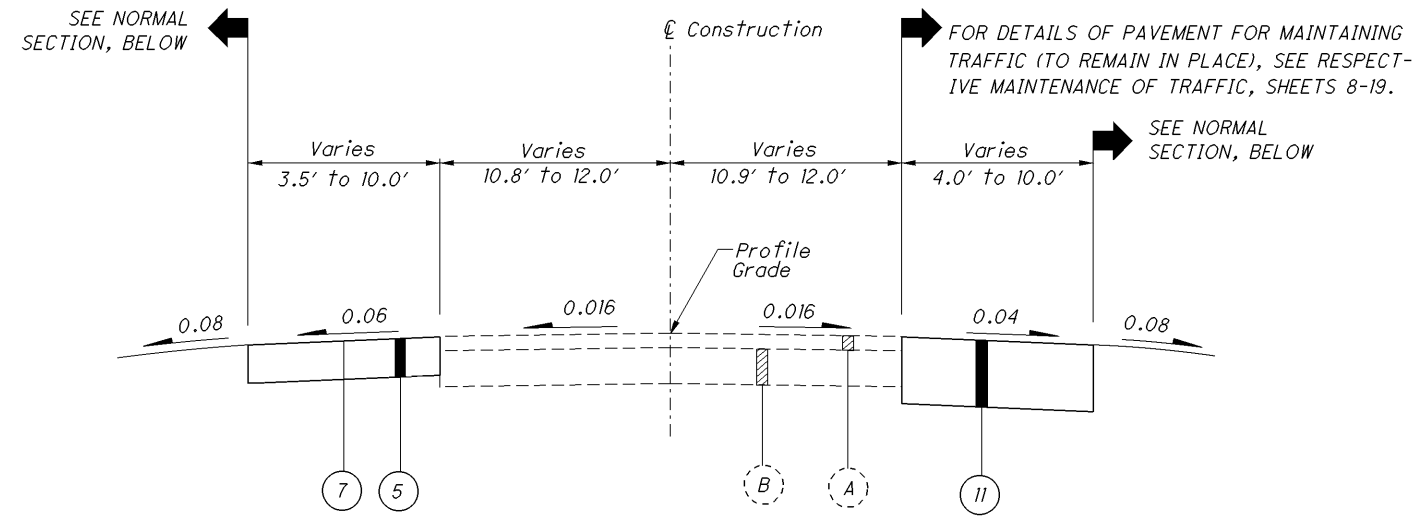 SEE NORMAL
SECTION, BELOW
℄ Construction
FOR DETAILS OF PAVEMENT FOR MAINTAINING
TRAFFIC (TO REMAIN IN PLACE), SEE RESPECT-
IVE MAINTENANCE OF TRAFFIC, SHEETS 8-19.
SEE NORMAL
SECTION, BELOW
Varies
3.5' to 10.0'
Varies
10.8' to 12.0'
Varies
10.9' to 12.0'
Varies
4.0' to 10.0'
Profile
Grade
0.08
0.06
0.016
0.016
0.04
0.08
7
5
B
A
11